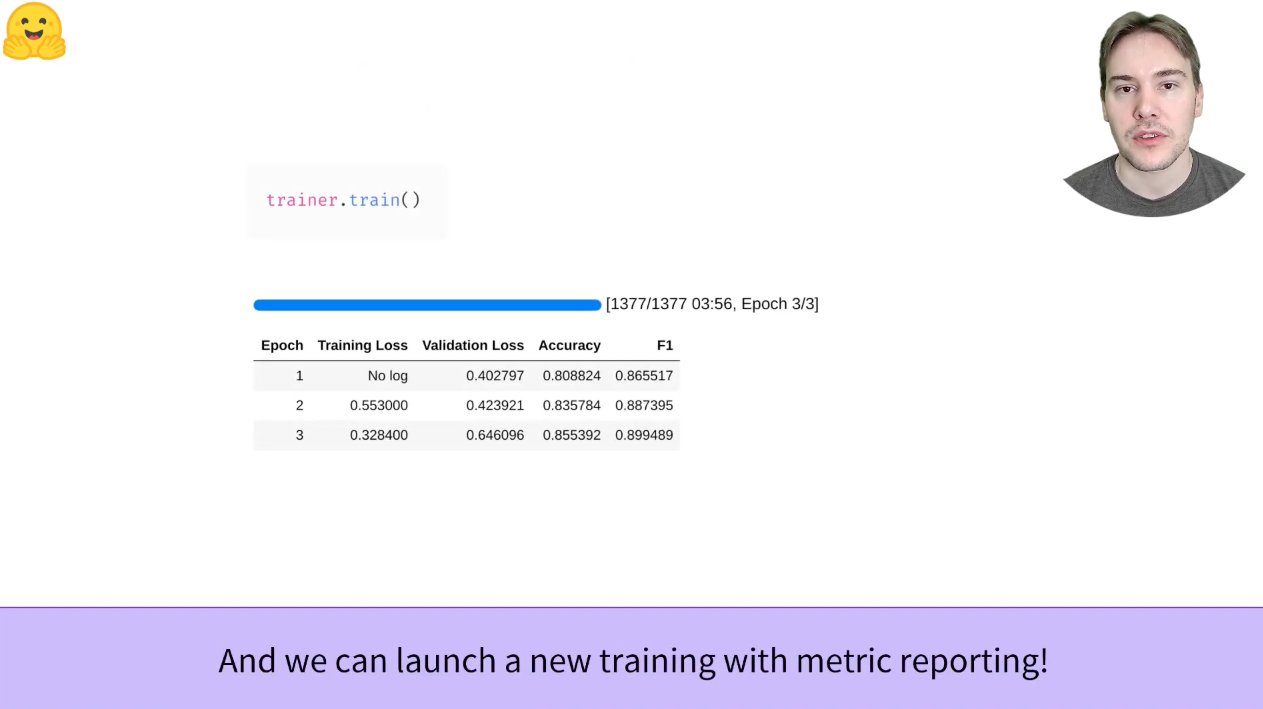 trainer.train()
[1377/1377 03:56, Epoch 3/3]
Epoch Training Loss Validation Loss Accuracy F1
1 No log 0.402797 0.808824 0.865517
2 0.553000 0.423921 0.835784 0.887395
3 0.328400 0.646096 0.855392 0.899489
And we can launch a new training with metric reporting!